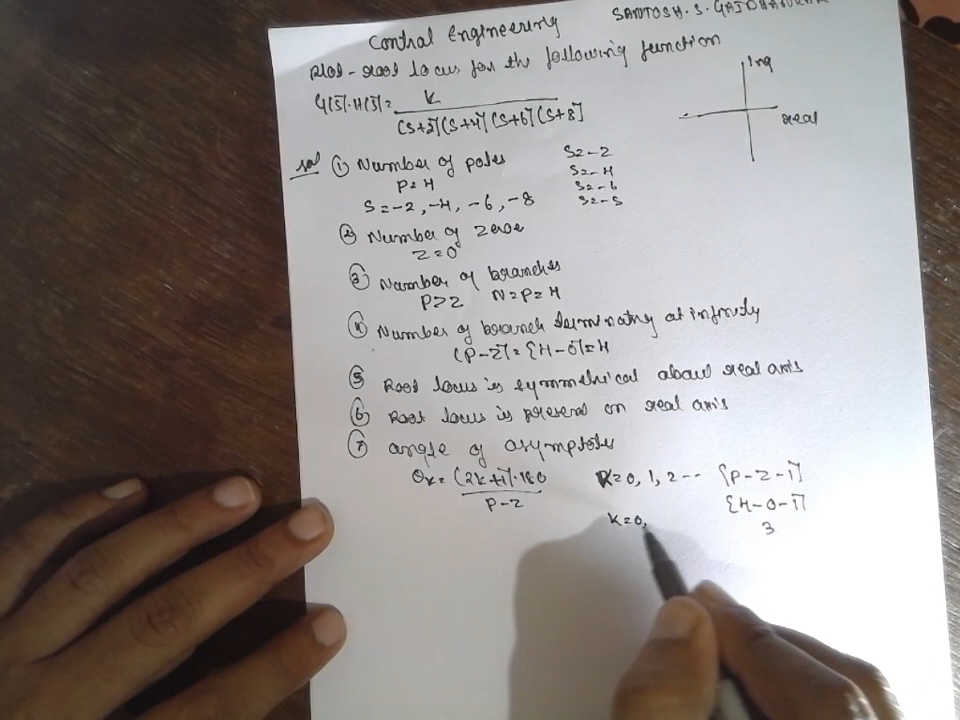 Control Engineering
SANTOSH.S.
Plot-root locus for the following function
G(s).H(s)= K
(s+2)(s+4)(s+6)(s+8)
Img
real
sol ① Number of poles
P=4
s=-2, -4, -6, -8
s=-2
s=-4
s=-6
s=-8
② Number of zeroe
Z=0
③ Number of branches
P>Z N=P=4
④ Number of branch terminating at infinity
(P-Z)=(4-0)=4
⑤ Root locus is symmetrical about real axis
⑥ Root locus is present on real axis
⑦ angle of asymptotes
θk= (2k+1).180
P-Z
K=0, 1, 2-- (P-Z-1)
(4-0-1)
3
K=0,